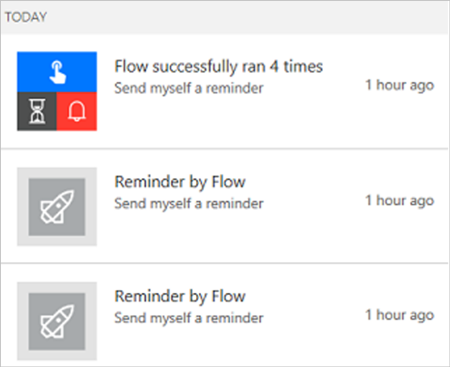 TODAY
Flow successfully ran 4 times
Send myself a reminder
1 hour ago
Reminder by Flow
Send myself a reminder
1 hour ago
Reminder by Flow
Send myself a reminder
1 hour ago